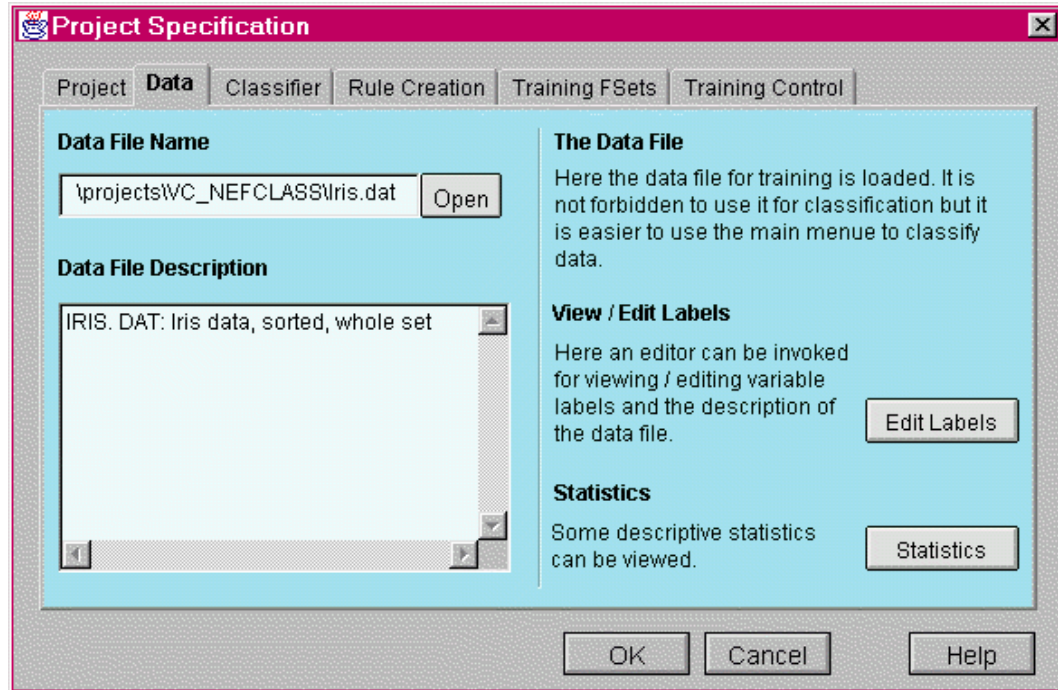 Project Specification
Project Data Classifier Rule Creation Training FSets Training Control
Data File Name
\projects\VC_NEFCLASS\Iris.dat Open
Data File Description
IRIS. DAT: Iris data, sorted, whole set
The Data File
Here the data file for training is loaded. It is
not forbidden to use it for classification but it
is easier to use the main menue to classify
data.
View / Edit Labels
Here an editor can be invoked
for viewing / editing variable
labels and the description of
the data file.
Edit Labels
Statistics
Some descriptive statistics
can be viewed.
Statistics
OK Cancel Help